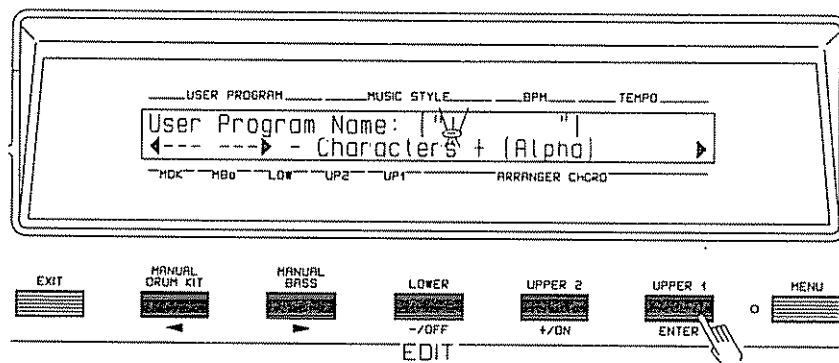 USER PROGRAM MUSIC STYLE BPM TEMPO
User Program Name: ["        "]
◀--- ---▶ - Characters + (Alpha) ▶
MDK MBa LOW UP2 UP1 ARRANGER CHORD
EXIT MANUAL DRUM KIT MANUAL BASS LOWER UPPER 2 UPPER 1 MENU
◀ ▶ -/OFF +/ON ENTER
EDIT